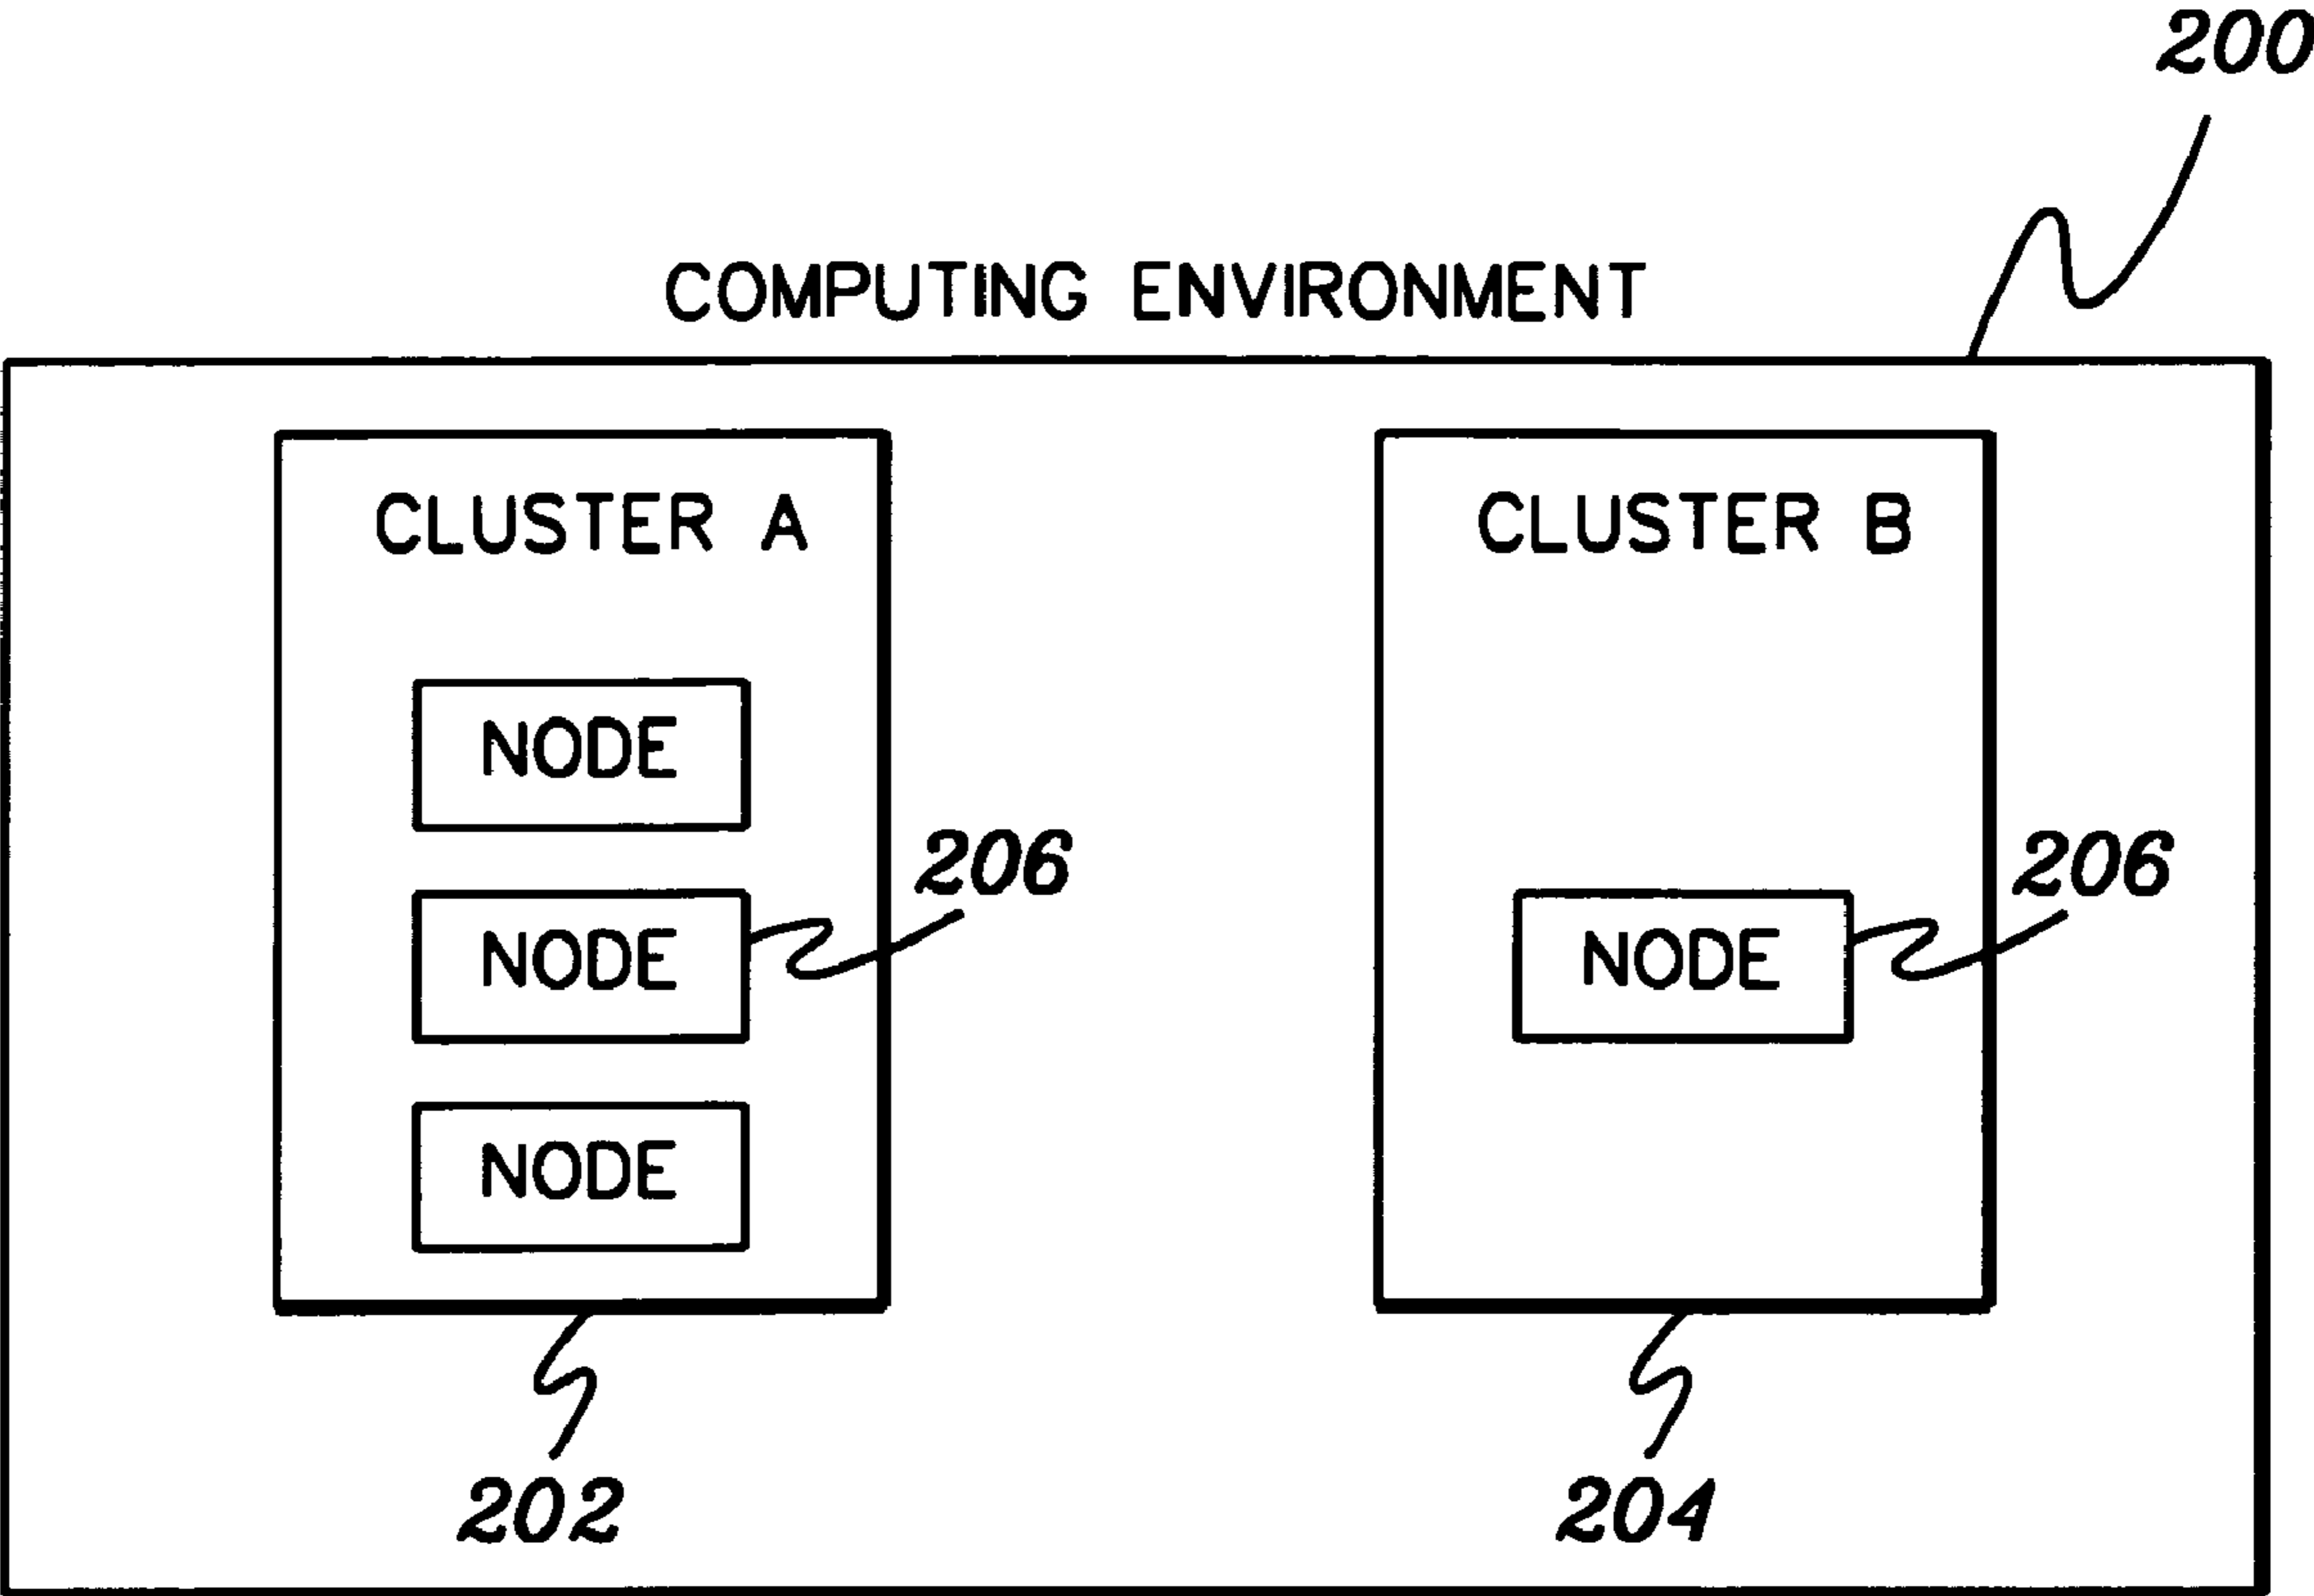 200
COMPUTING ENVIRONMENT
CLUSTER A
NODE
NODE
206
NODE
202
CLUSTER B
NODE
206
204